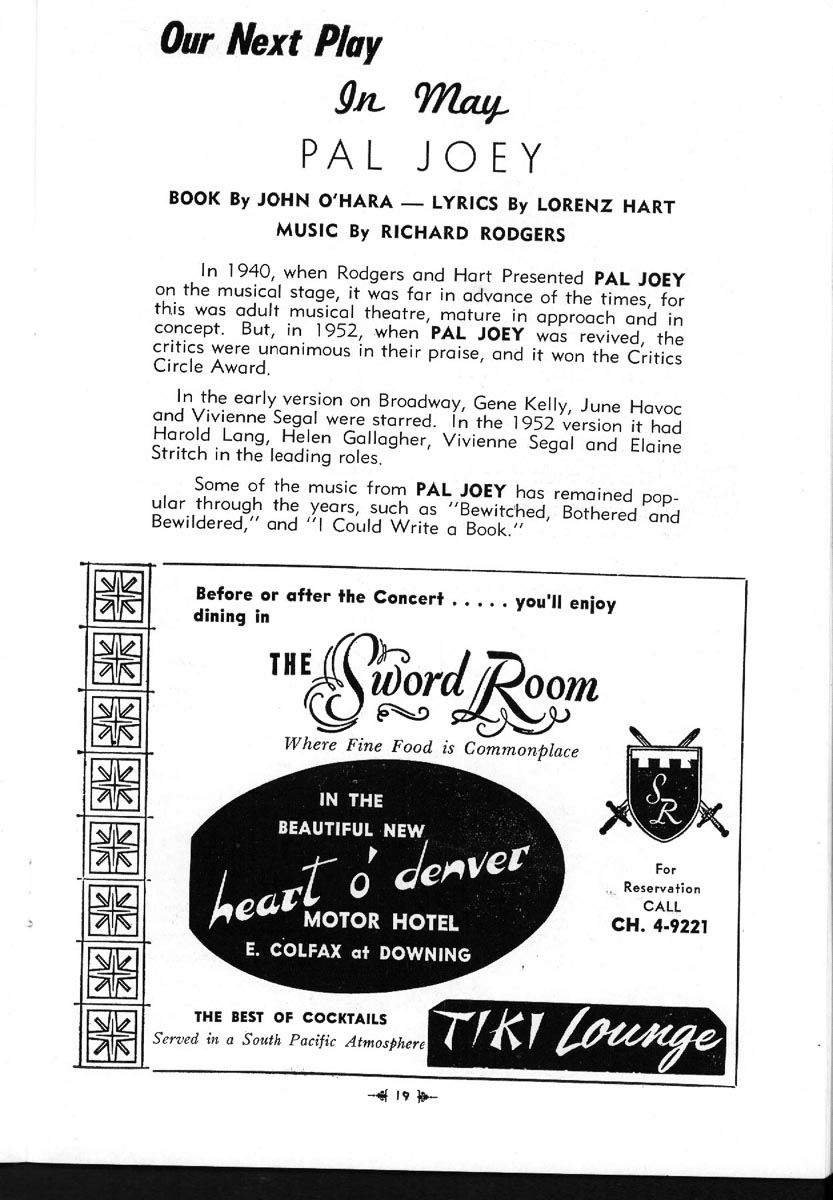 Our Next Play
In May
PAL JOEY
BOOK By JOHN O'HARA — LYRICS By LORENZ HART
MUSIC By RICHARD RODGERS
In 1940, when Rodgers and Hart Presented PAL JOEY
on the musical stage, it was far in advance of the times, for
this was adult musical theatre, mature in approach and in
concept. But, in 1952, when PAL JOEY was revived, the
critics were unanimous in their praise, and it won the Critics
Circle Award.
In the early version on Broadway, Gene Kelly, June Havoc
and Vivienne Segal were starred. In the 1952 version it had
Harold Lang, Helen Gallagher, Vivienne Segal and Elaine
Stritch in the leading roles.
Some of the music from PAL JOEY has remained pop-
ular through the years, such as "Bewitched, Bothered and
Bewildered," and "I Could Write a Book."
Before or after the Concert . . . . . you'll enjoy
dining in
THE Sword Room
Where Fine Food is Commonplace
IN THE
BEAUTIFUL NEW
heart o' denver
MOTOR HOTEL
E. COLFAX at DOWNING
SR
For
Reservation
CALL
CH. 4-9221
THE BEST OF COCKTAILS
Served in a South Pacific Atmosphere
TIKI Lounge
19